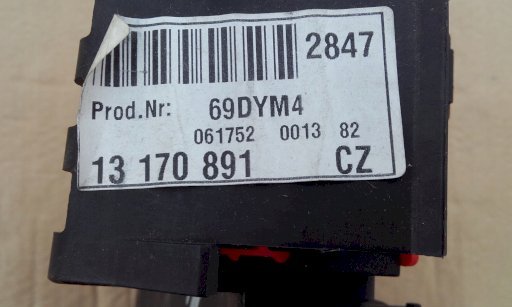 2847
Prod.Nr: 69DYM4
061752 0013 82
13 170 891 CZ